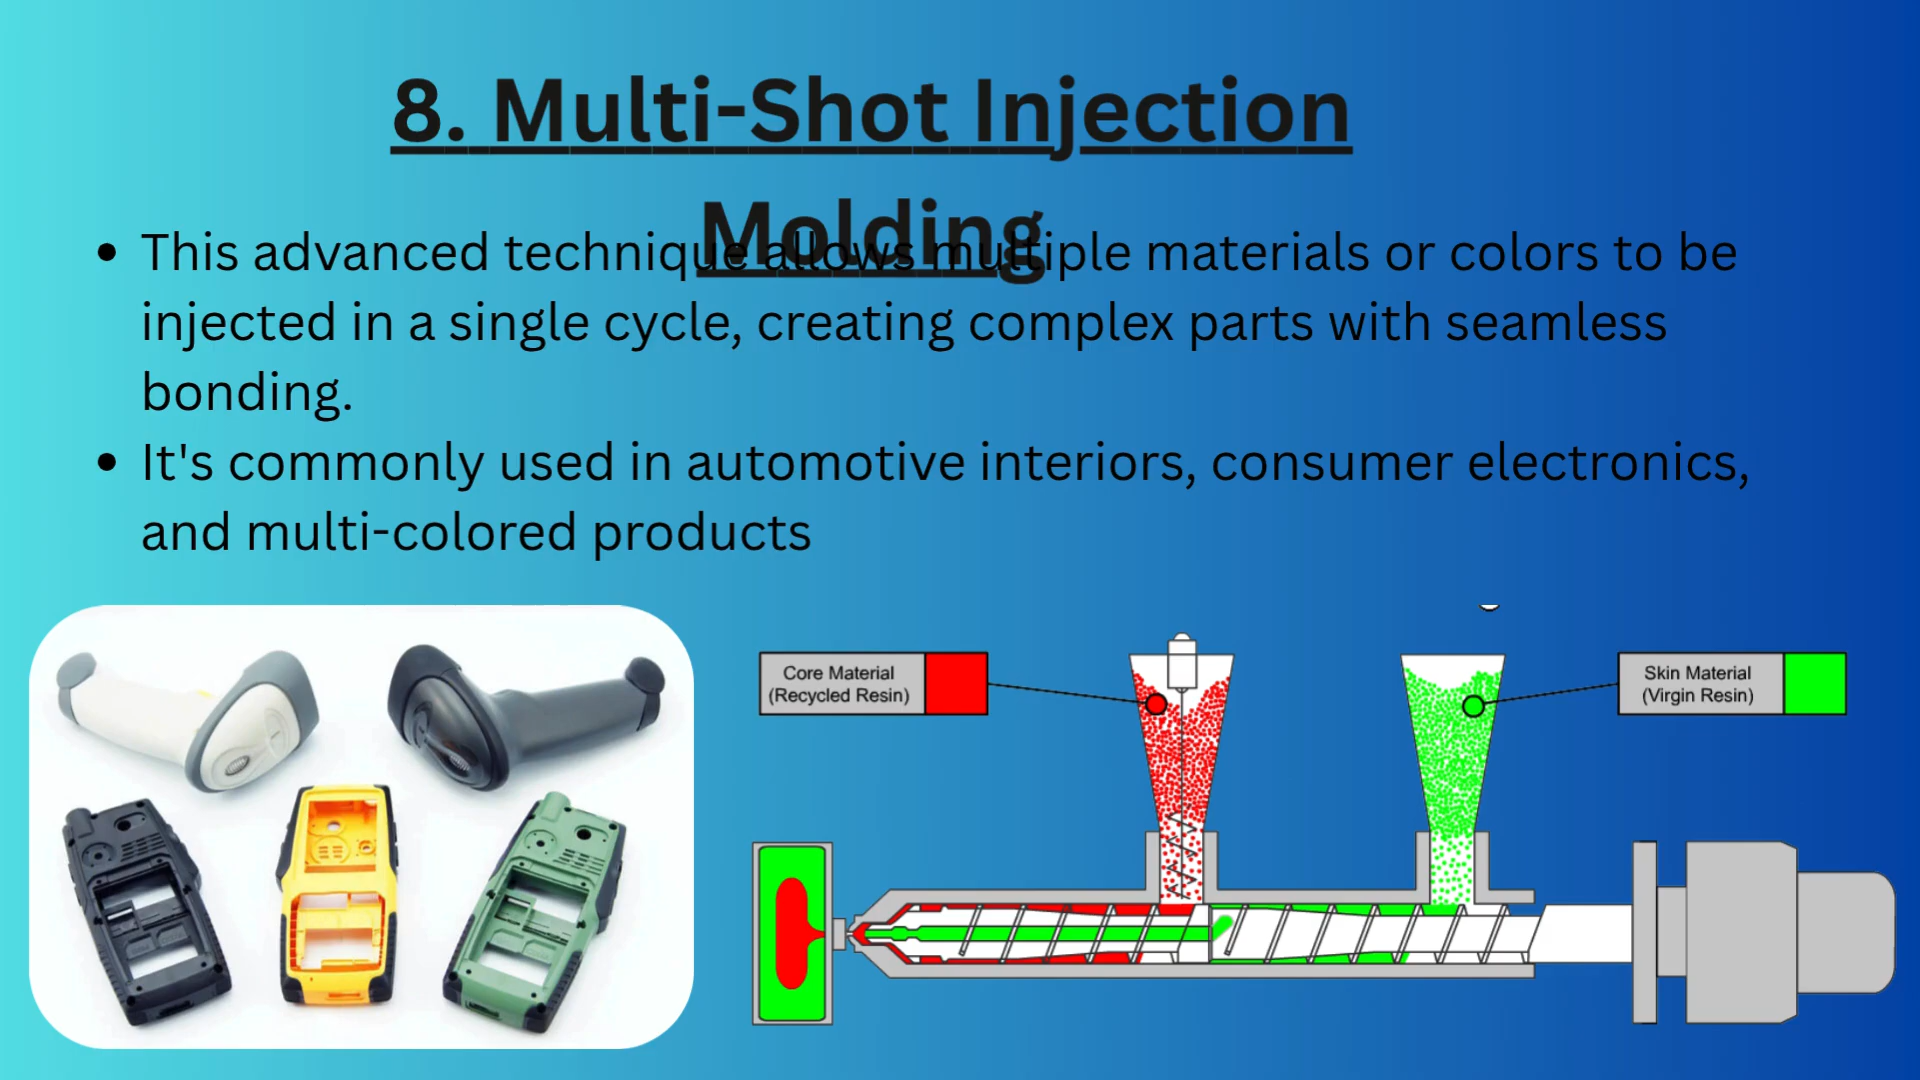 8. Multi-Shot Injection
Molding
• This advanced technique allows multiple materials or colors to be
injected in a single cycle, creating complex parts with seamless
bonding.
• It's commonly used in automotive interiors, consumer electronics,
and multi-colored products
Core Material
(Recycled Resin)
Skin Material
(Virgin Resin)